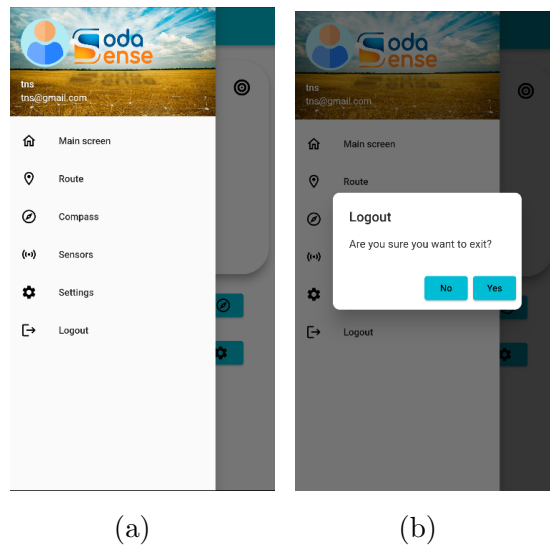 Soda
Sense
tns
tns@gmail.com
Main screen
Route
Compass
Sensors
Settings
Logout
(a)
Soda
Sense
tns
tns@gmail.com
Main screen
Route
Logout
Are you sure you want to exit?
No
Yes
Logout
(b)